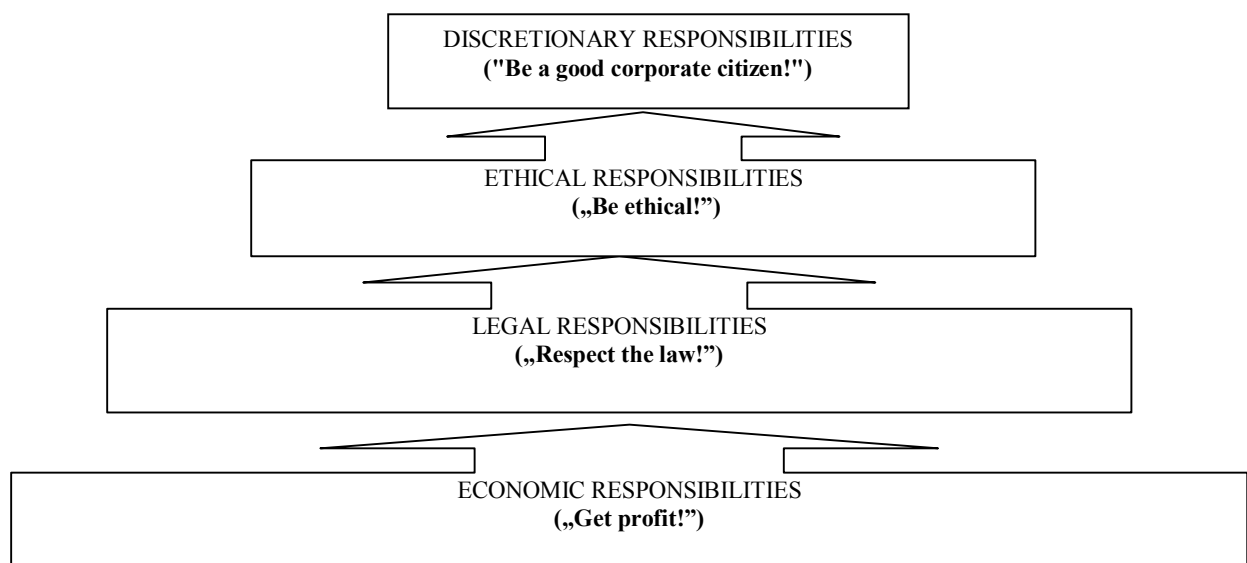 DISCRETIONARY RESPONSIBILITIES
("Be a good corporate citizen!")
ETHICAL RESPONSIBILITIES
(„Be ethical!”)
LEGAL RESPONSIBILITIES
(„Respect the law!”)
ECONOMIC RESPONSIBILITIES
(„Get profit!”)